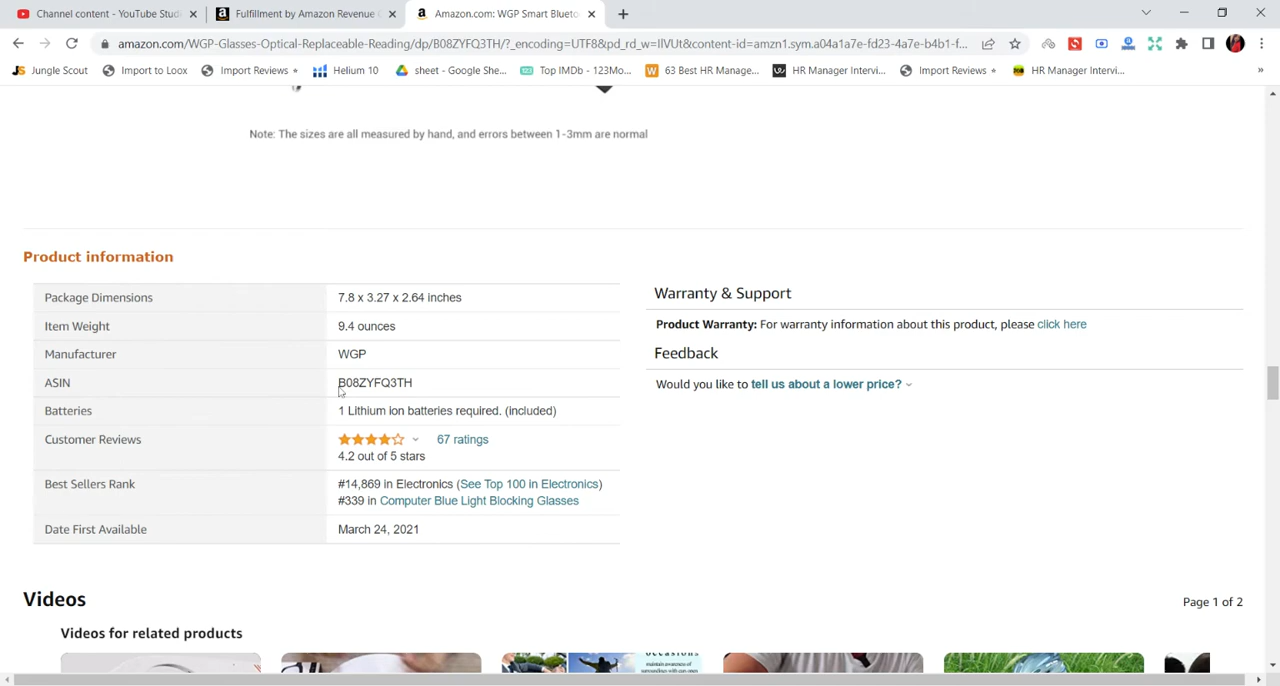 Channel content - YouTube Studi
Fulfillment by Amazon Revenue C
Amazon.com: WGP Smart Blueto
amazon.com/WGP-Glasses-Optical-Replaceable-Reading/dp/B08ZYFQ3TH/?_encoding=UTF8&pd_rd_w=IlVUt&content-id=amzn1.sym.a04a1a7e-fd23-4a7e-b4b1-f...
Jungle Scout
Import to Loox
Import Reviews
Helium 10
sheet - Google She...
Top IMDb - 123Mo...
63 Best HR Manage...
HR Manager Intervi...
Import Reviews
HR Manager Intervi...
Note: The sizes are all measured by hand, and errors between 1-3mm are normal
Product information
Package Dimensions 7.8 x 3.27 x 2.64 inches
Item Weight 9.4 ounces
Manufacturer WGP
ASIN B08ZYFQ3TH
Batteries 1 Lithium ion batteries required. (included)
Customer Reviews 67 ratings
4.2 out of 5 stars
Best Sellers Rank #14,869 in Electronics (See Top 100 in Electronics)
#339 in Computer Blue Light Blocking Glasses
Date First Available March 24, 2021
Warranty & Support
Product Warranty: For warranty information about this product, please click here
Feedback
Would you like to tell us about a lower price?
Videos
Page 1 of 2
Videos for related products
occasions
maintain awareness of